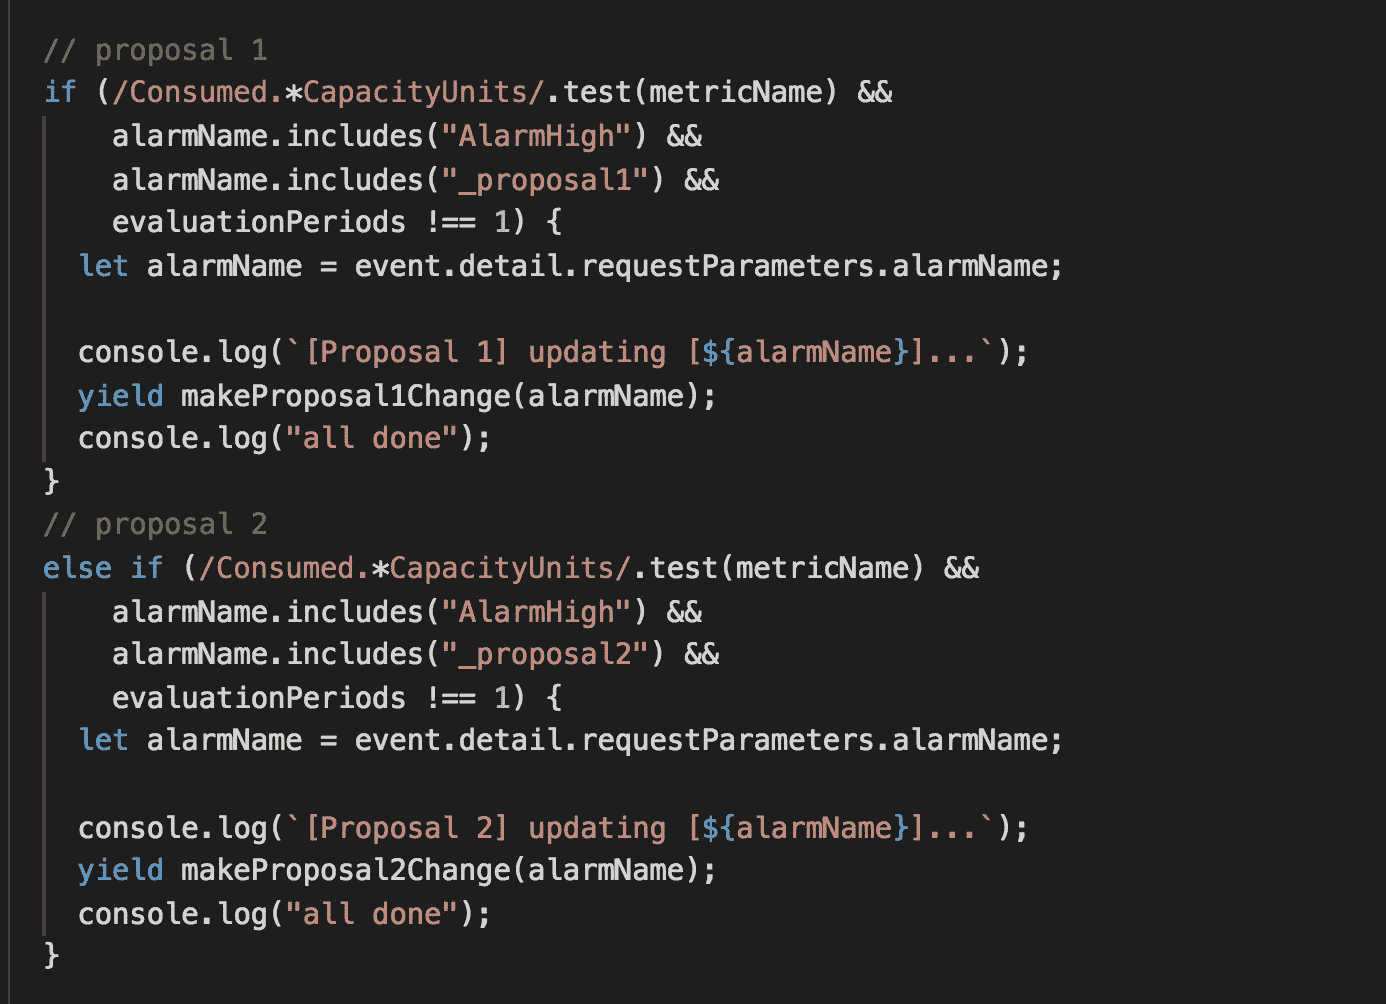 // proposal 1
if (/Consumed.*CapacityUnits/.test(metricName) &&
    alarmName.includes("AlarmHigh") &&
    alarmName.includes("_proposal1") &&
    evaluationPeriods !== 1) {
  let alarmName = event.detail.requestParameters.alarmName;

  console.log(`[Proposal 1] updating [${alarmName}]...`);
  yield makeProposal1Change(alarmName);
  console.log("all done");
}
// proposal 2
else if (/Consumed.*CapacityUnits/.test(metricName) &&
    alarmName.includes("AlarmHigh") &&
    alarmName.includes("_proposal2") &&
    evaluationPeriods !== 1) {
  let alarmName = event.detail.requestParameters.alarmName;

  console.log(`[Proposal 2] updating [${alarmName}]...`);
  yield makeProposal2Change(alarmName);
  console.log("all done");
}